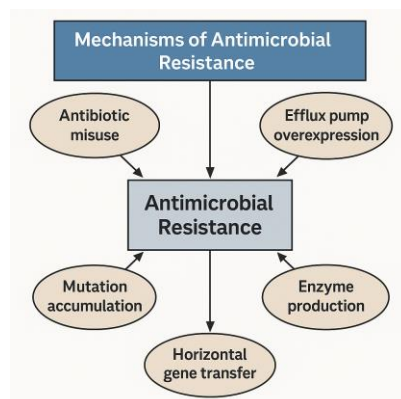 Mechanisms of Antimicrobial
Resistance
Antibiotic
misuse
Efflux pump
overexpression
Antimicrobial
Resistance
Mutation
accumulation
Enzyme
production
Horizontal
gene transfer